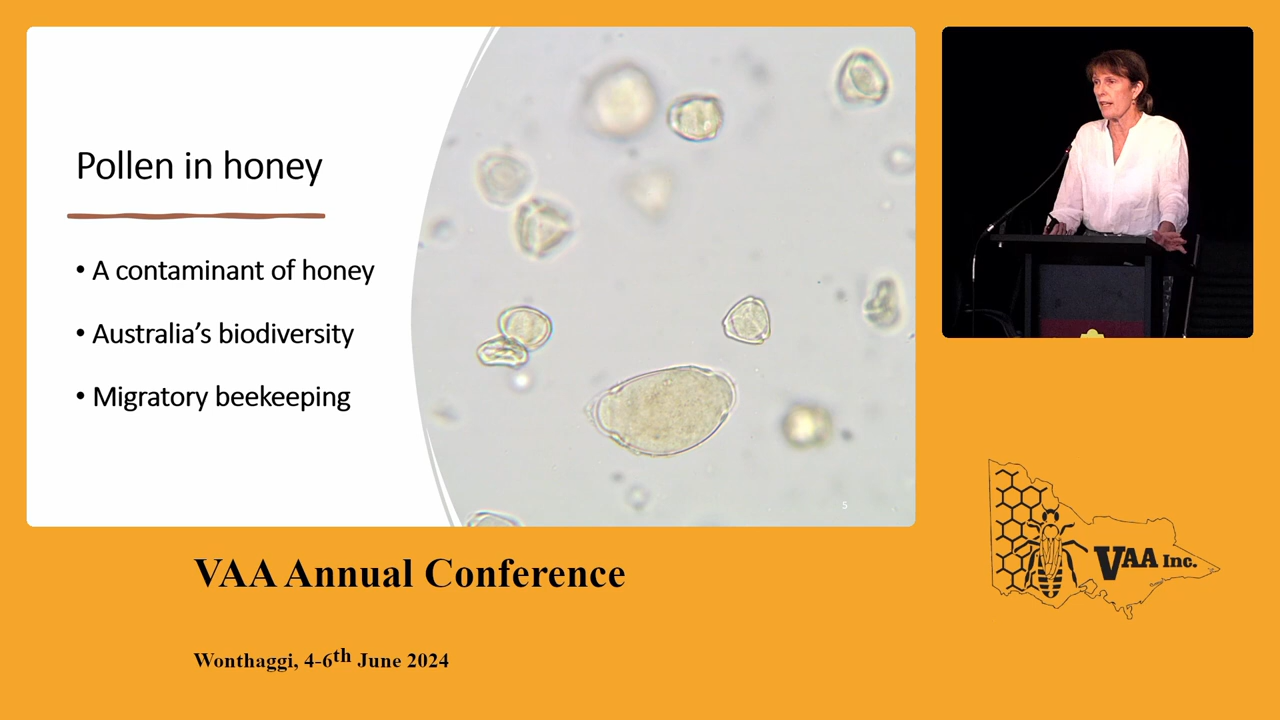 Pollen in honey
• A contaminant of honey
• Australia's biodiversity
• Migratory beekeeping
5
VAA Inc.
VAA Annual Conference
Wonthaggi, 4-6th June 2024